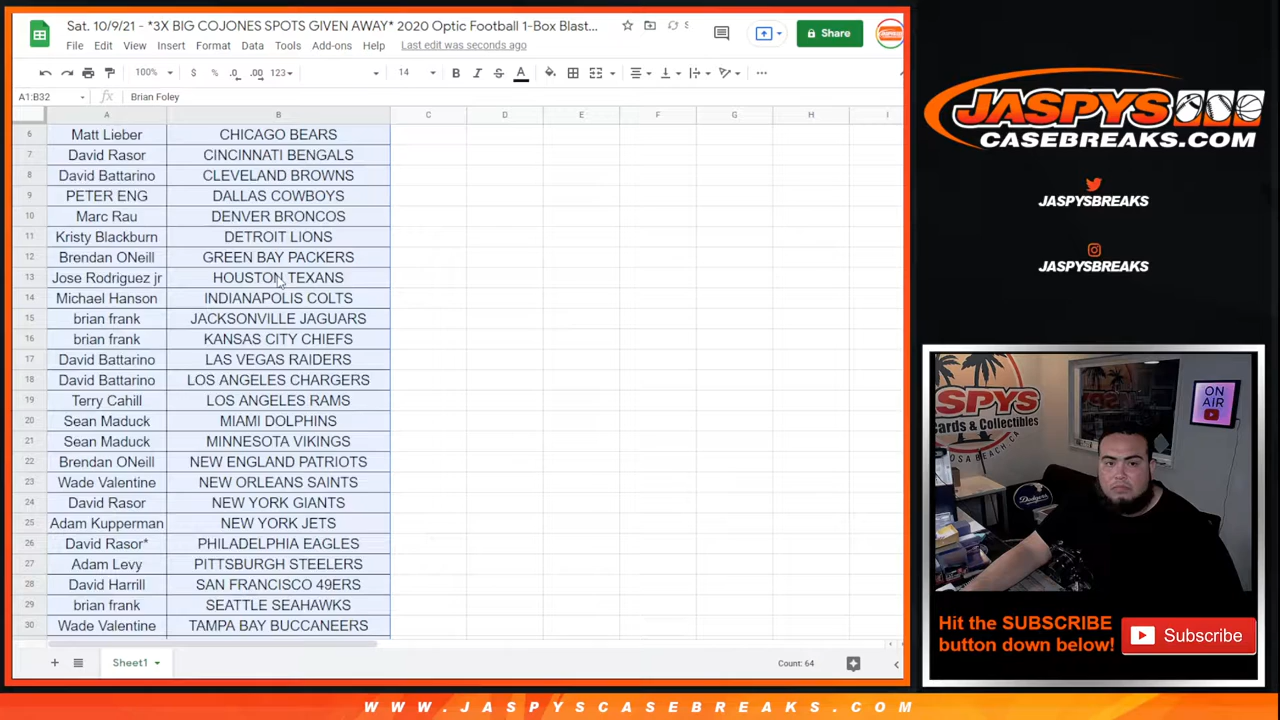 Sat. 10/9/21 - *3X BIG COJONES SPOTS GIVEN AWAY* 2020 Optic Football 1-Box Blast...
File Edit View Insert Format Data Tools Add-ons Help Last edit was seconds ago
Share
100% $ % .0 .00 123 14 B I S A
A1:B32 fx Brian Foley
A B C D E F G H I
6 Matt Lieber CHICAGO BEARS
7 David Rasor CINCINNATI BENGALS
8 David Battarino CLEVELAND BROWNS
9 PETER ENG DALLAS COWBOYS
10 Marc Rau DENVER BRONCOS
11 Kristy Blackburn DETROIT LIONS
12 Brendan ONeill GREEN BAY PACKERS
13 Jose Rodriguez jr HOUSTON TEXANS
14 Michael Hanson INDIANAPOLIS COLTS
15 brian frank JACKSONVILLE JAGUARS
16 brian frank KANSAS CITY CHIEFS
17 David Battarino LAS VEGAS RAIDERS
18 David Battarino LOS ANGELES CHARGERS
19 Terry Cahill LOS ANGELES RAMS
20 Sean Maduck MIAMI DOLPHINS
21 Sean Maduck MINNESOTA VIKINGS
22 Brendan ONeill NEW ENGLAND PATRIOTS
23 Wade Valentine NEW ORLEANS SAINTS
24 David Rasor NEW YORK GIANTS
25 Adam Kupperman NEW YORK JETS
26 David Rasor* PHILADELPHIA EAGLES
27 Adam Levy PITTSBURGH STEELERS
28 David Harrill SAN FRANCISCO 49ERS
29 brian frank SEATTLE SEAHAWKS
30 Wade Valentine TAMPA BAY BUCCANEERS
Sheet1 Count: 64
JASPYS
CASEBREAKS.COM
JASPYSBREAKS
JASPYSBREAKS
ON AIR
SPYS
ards & Collectibles
OSA BEACH CA
Dodgers
Hit the SUBSCRIBE
button down below!
Subscribe
WWW.JASPYSCASEBREAKS.COM